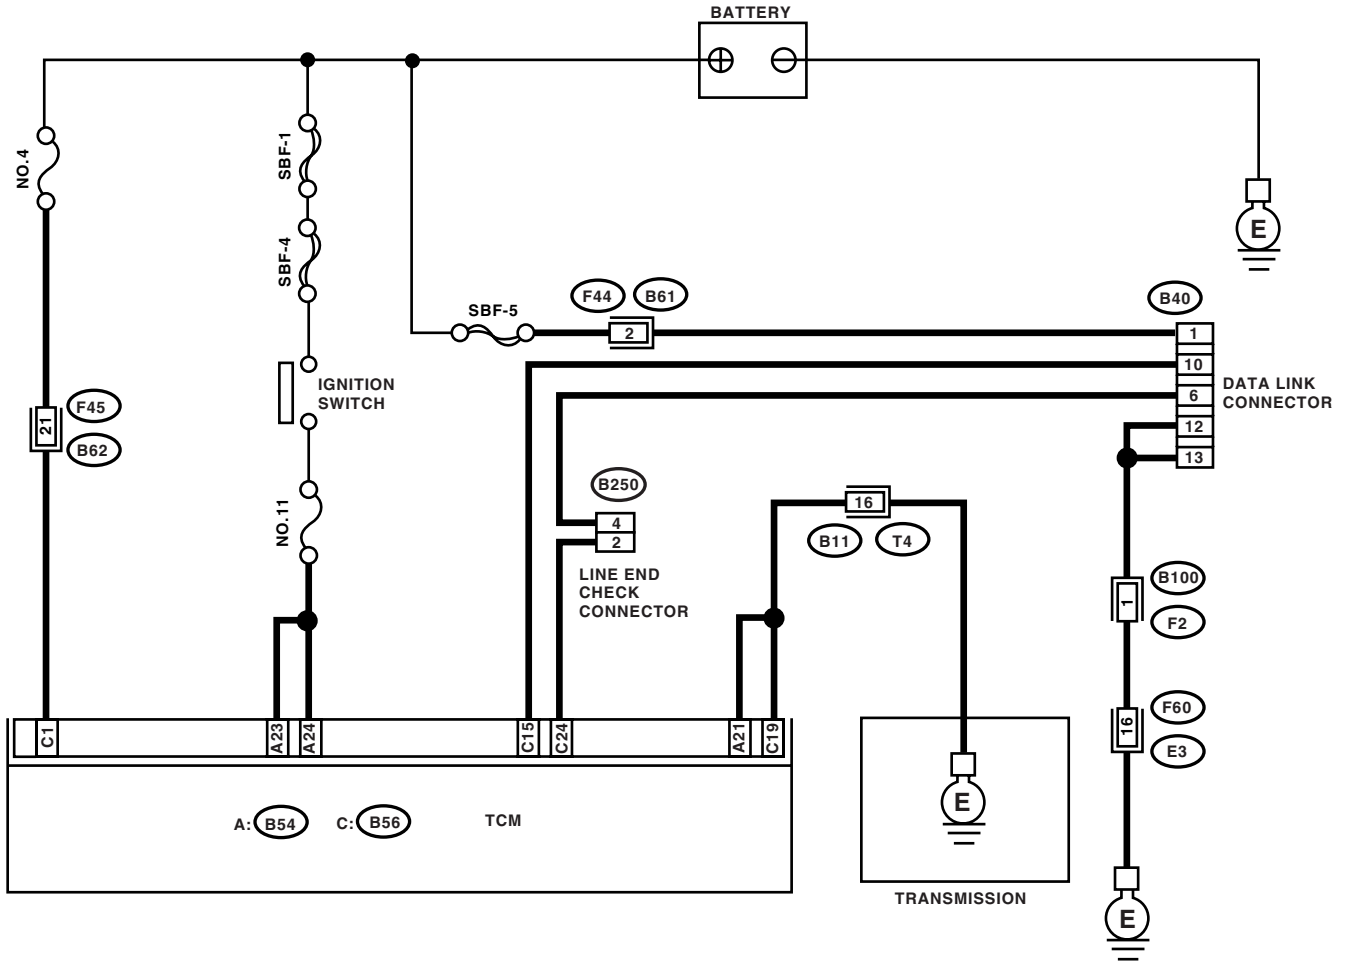 BATTERY
NO.4
SBF-1
SBF-4
E
SBF-5
F44
B61
B40
2
1
10
6
12
13
DATA LINK
CONNECTOR
IGNITION
SWITCH
F45
21
B62
NO.11
B250
4
2
LINE END
CHECK
CONNECTOR
16
B11
T4
B100
1
F2
F60
16
E3
C1
A23
A24
C15
C24
A21
C19
A:
B54
C:
B56
TCM
E
TRANSMISSION
E